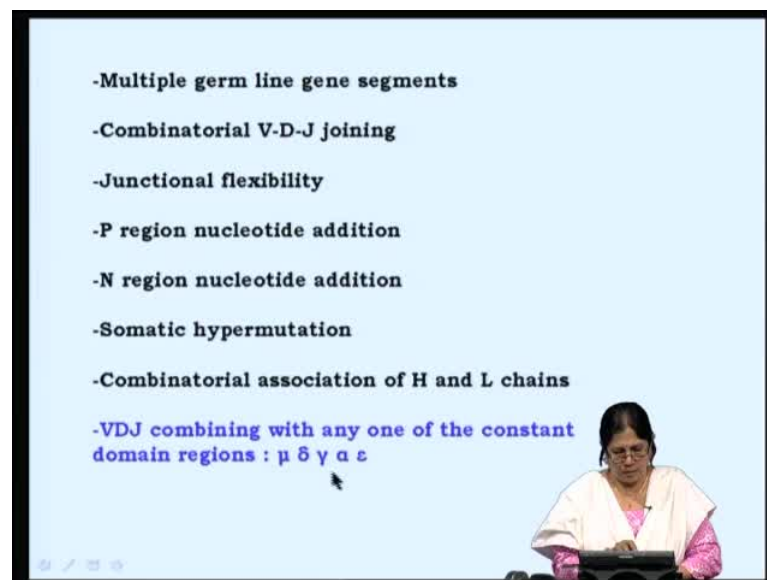 -Multiple germ line gene segments
-Combinatorial V-D-J joining
-Junctional flexibility
-P region nucleotide addition
-N region nucleotide addition
-Somatic hypermutation
-Combinatorial association of H and L chains
-VDJ combining with any one of the constant
domain regions : μ δ γ α ε